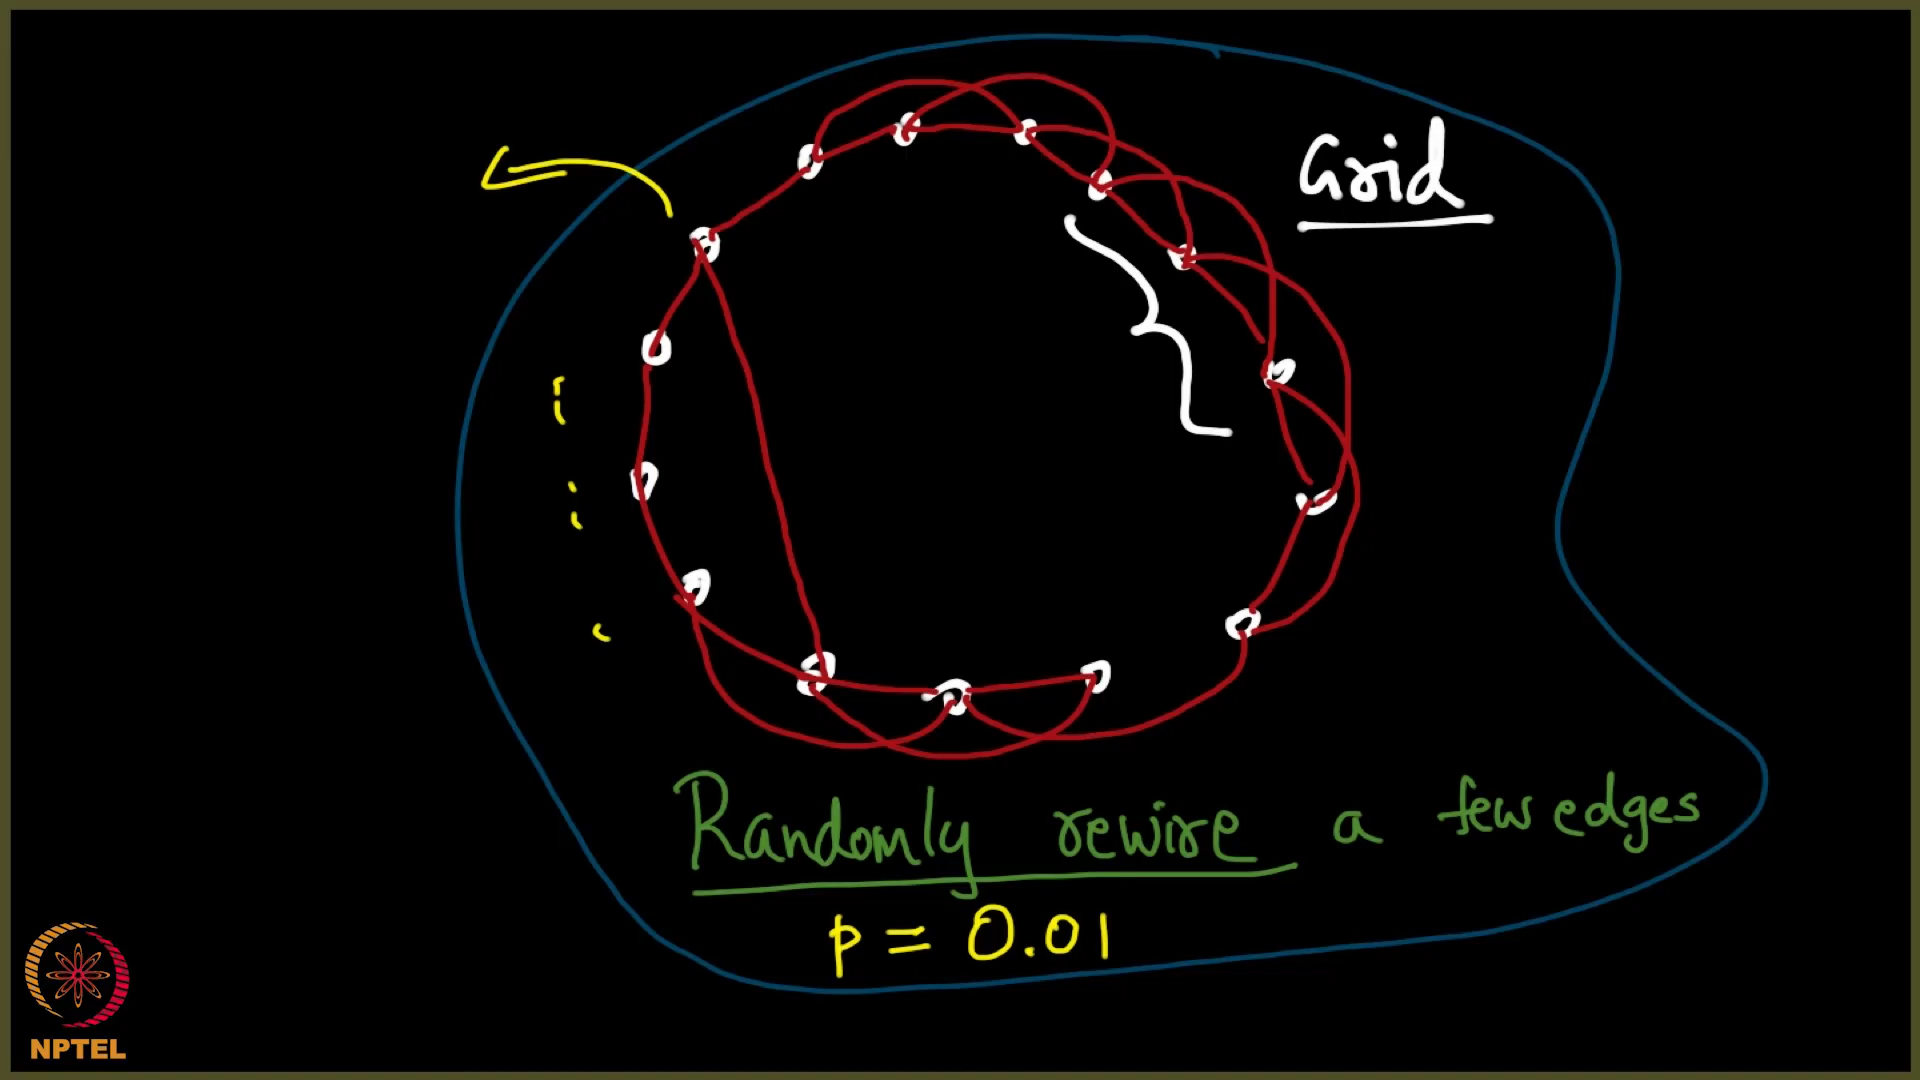 Grid
Randomly rewire a few edges
p = 0.01
NPTEL